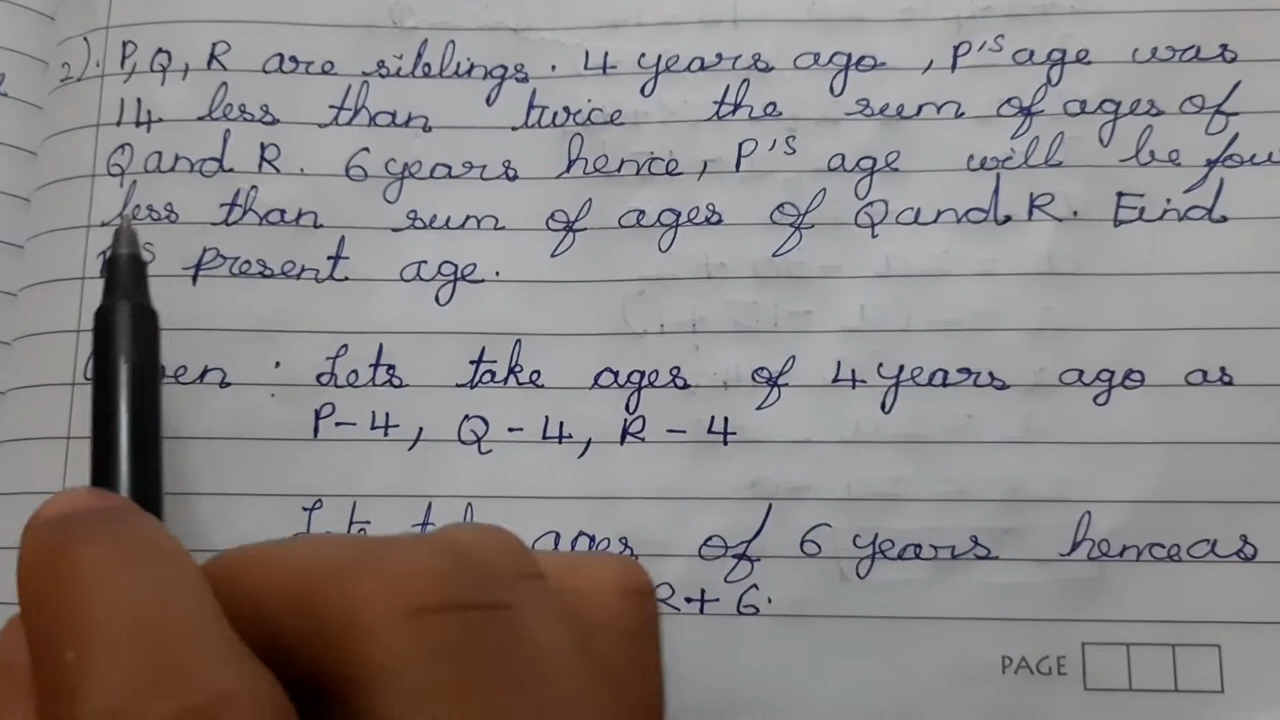 2). P, Q, R are siblings. 4 years ago, P's age was
14 less than twice the sum of ages of
Q and R. 6 years hence, P's age will be
less than sum of ages of Q and R. Find
present age.
Lets take ages of 4 years ago as
P-4, Q-4, R-4
of 6 years hence as
R+6.
PAGE